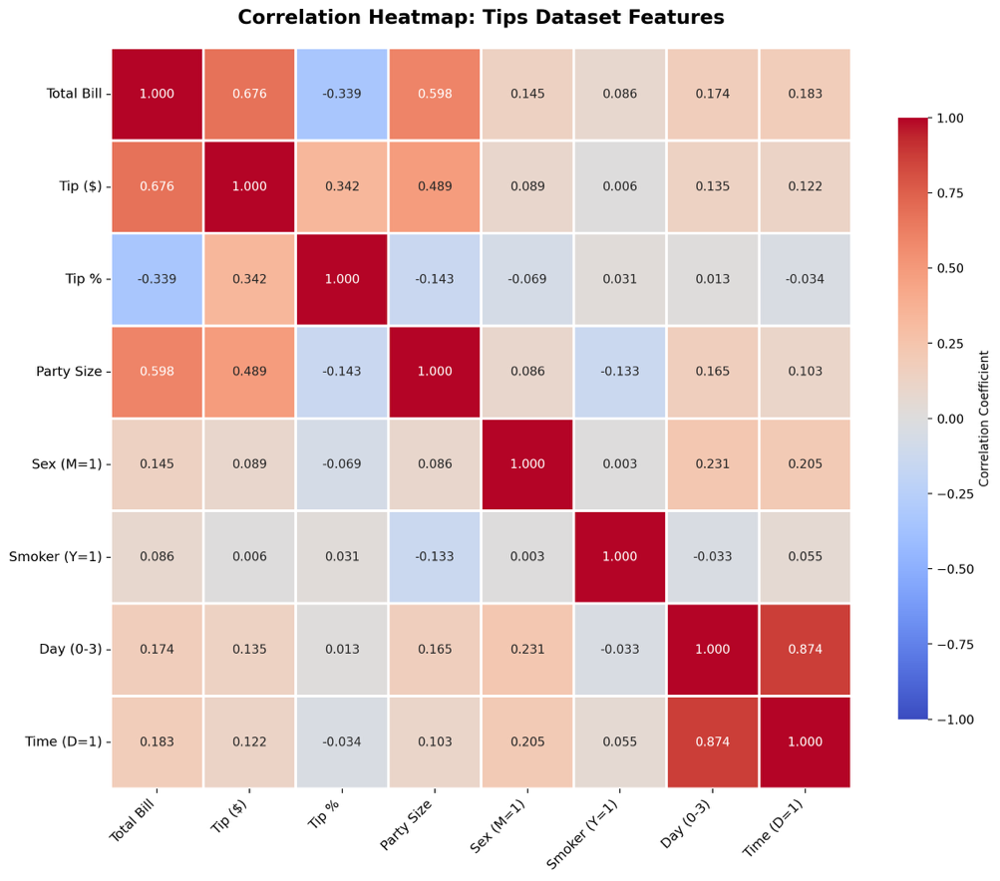 Correlation Heatmap: Tips Dataset Features
Total Bill 1.000 0.676 -0.339 0.598 0.145 0.086 0.174 0.183
Tip ($) 0.676 1.000 0.342 0.489 0.089 0.006 0.135 0.122
Tip % -0.339 0.342 1.000 -0.143 -0.069 0.031 0.013 -0.034
Party Size 0.598 0.489 -0.143 1.000 0.086 -0.133 0.165 0.103
Sex (M=1) 0.145 0.089 -0.069 0.086 1.000 0.003 0.231 0.205
Smoker (Y=1) 0.086 0.006 0.031 -0.133 0.003 1.000 -0.033 0.055
Day (0-3) 0.174 0.135 0.013 0.165 0.231 -0.033 1.000 0.874
Time (D=1) 0.183 0.122 -0.034 0.103 0.205 0.055 0.874 1.000
Total Bill
Tip ($)
Tip %
Party Size
Sex (M=1)
Smoker (Y=1)
Day (0-3)
Time (D=1)
1.00
0.75
0.50
0.25
0.00
−0.25
−0.50
−0.75
−1.00
Correlation Coefficient